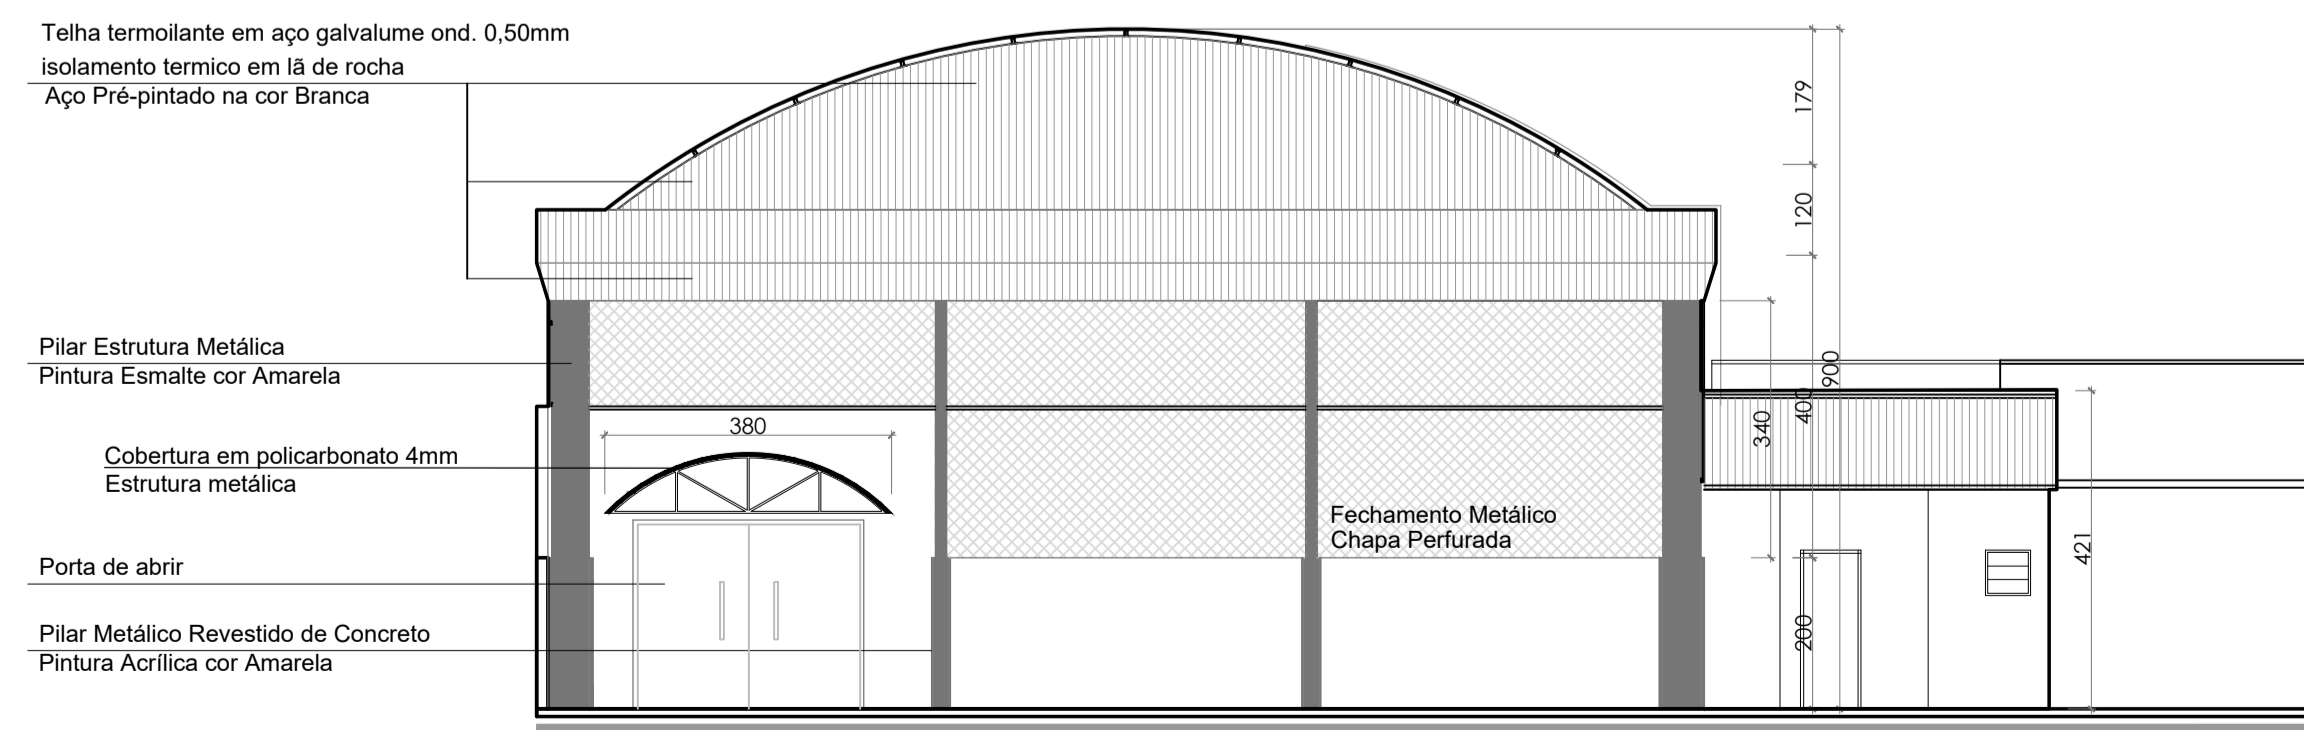 Telha termoilante em aço galvalume ond. 0,50mm
isolamento termico em lã de rocha
Aço Pré-pintado na cor Branca
179
120
Pilar Estrutura Metálica
Pintura Esmalte cor Amarela
900
400
340
380
Cobertura em policarbonato 4mm
Estrutura metálica
Fechamento Metálico
Chapa Perfurada
421
Porta de abrir
200
Pilar Metálico Revestido de Concreto
Pintura Acrílica cor Amarela